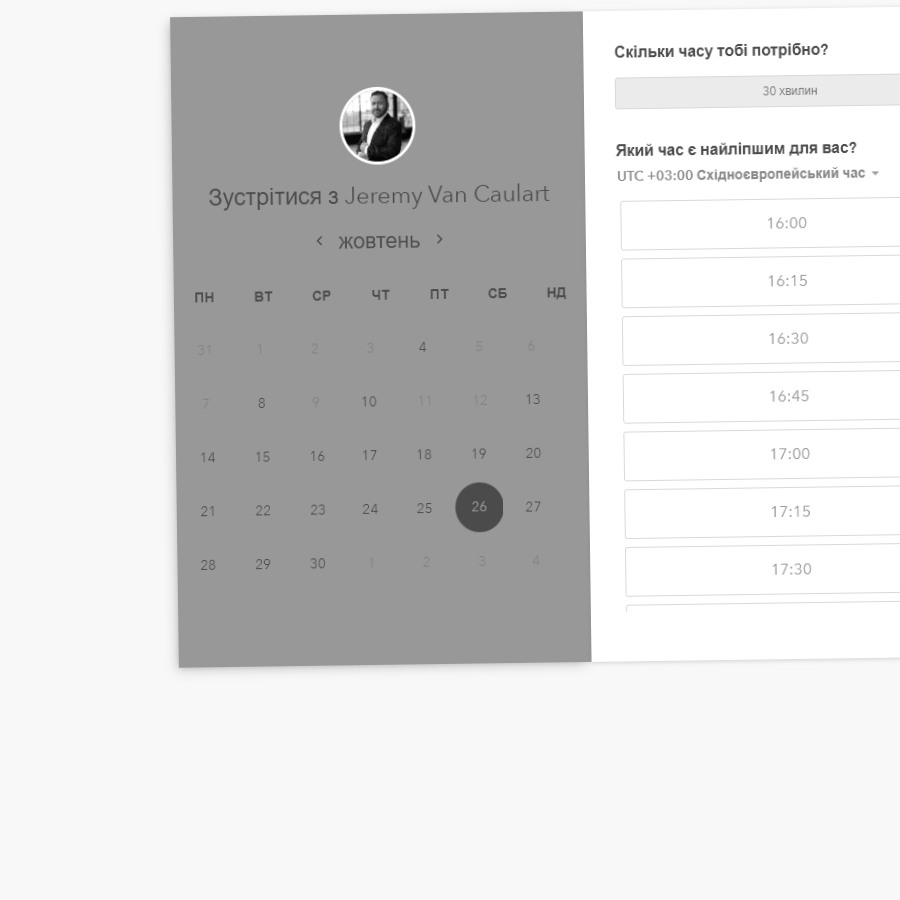 Зустрітися з Jeremy Van Caulart
жовтень
ПН ВТ СР ЧТ ПТ СБ НД
31 1 2 3 4 5 6
7 8 9 10 11 12 13
14 15 16 17 18 19 20
21 22 23 24 25 26 27
28 29 30 1 2 3 4
Скільки часу тобі потрібно?
30 хвилин
Який час є найліпшим для вас?
UTC +03:00 Східноєвропейський час
16:00
16:15
16:30
16:45
17:00
17:15
17:30